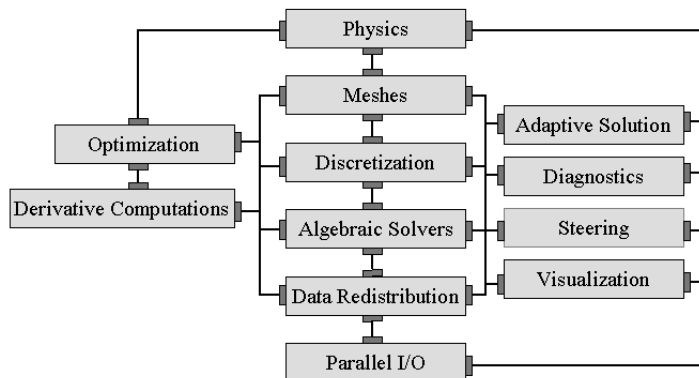 Physics
Meshes
Adaptive Solution
Optimization
Discretization
Diagnostics
Derivative Computations
Algebraic Solvers
Steering
Visualization
Data Redistribution
Parallel I/O